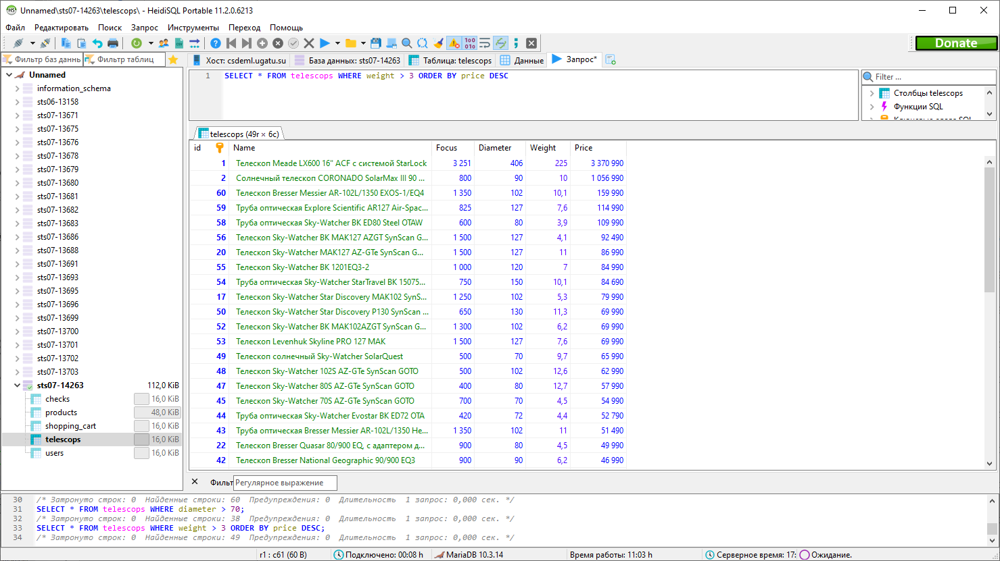 Unnamed\sts07-14263\telescops\ - HeidiSQL Portable 11.2.0.6213
Файл Редактировать Поиск Запрос Инструменты Переход Помощь
Donate
Фильтр баз даннь Фильтр таблиц
Хост: csdeml.ugatu.su База данных: sts07-14263 Таблица: telescops Данные Запрос*
Unnamed
information_schema
sts06-13158
sts07-13671
sts07-13675
sts07-13676
sts07-13678
sts07-13679
sts07-13680
sts07-13681
sts07-13682
sts07-13683
sts07-13686
sts07-13688
sts07-13691
sts07-13693
sts07-13695
sts07-13696
sts07-13699
sts07-13700
sts07-13701
sts07-13702
sts07-13703
sts07-14263 112,0 KiB
checks 16,0 KiB
products 48,0 KiB
shopping_cart 16,0 KiB
telescops 16,0 KiB
users 16,0 KiB
1 SELECT * FROM telescops WHERE weight > 3 ORDER BY price DESC
Filter ...
Столбцы telescops
Функции SQL
Ключевые слова SQL
telescops (49r × 6c)
id Name Focus Diameter Weight Price
1 Телескоп Meade LX600 16" ACF с системой StarLock 3 251 406 225 3 370 990
2 Солнечный телескоп CORONADO SolarMax III 90 ... 800 90 10 1 056 990
60 Телескоп Bresser Messier AR-102L/1350 EXOS-1/EQ4 1 350 102 10,1 159 990
59 Труба оптическая Explore Scientific AR127 Air-Spac... 825 127 7,6 114 990
58 Труба оптическая Sky-Watcher BK ED80 Steel OTAW 600 80 3,9 109 990
56 Телескоп Sky-Watcher BK MAK127 AZGT SynScan G... 1 500 127 4,1 92 490
20 Телескоп Sky-Watcher MAK127 AZ-GTe SynScan G... 1 500 127 11 86 990
55 Телескоп Sky-Watcher BK 1201EQ3-2 1 000 120 7 84 990
54 Труба оптическая Sky-Watcher StarTravel BK 15075... 750 150 10,1 84 690
17 Телескоп Sky-Watcher Star Discovery MAK102 SynS... 1 250 102 5,3 79 990
50 Телескоп Sky-Watcher Star Discovery P130 SynScan ... 650 130 11,3 69 990
52 Телескоп Sky-Watcher BK MAK102AZGT SynScan G... 1 300 102 6,2 69 990
53 Телескоп Levenhuk Skyline PRO 127 MAK 1 500 127 7,6 69 990
49 Телескоп солнечный Sky-Watcher SolarQuest 500 70 9,7 65 990
48 Телескоп Sky-Watcher 102S AZ-GTe SynScan GOTO 500 102 12,6 62 990
47 Телескоп Sky-Watcher 80S AZ-GTe SynScan GOTO 400 80 12,7 57 990
45 Телескоп Sky-Watcher 70S AZ-GTe SynScan GOTO 700 70 4,5 54 990
44 Труба оптическая Sky-Watcher Evostar BK ED72 OTA 420 72 4,4 52 790
43 Труба оптическая Bresser Messier AR-102L/1350 He... 1 350 102 11 51 490
22 Телескоп Bresser Quasar 80/900 EQ, с адаптером д... 900 80 4,5 49 990
42 Телескоп Bresser National Geographic 90/900 EQ3 900 90 6,2 46 990
Фильт Регулярное выражение
30 /* Затронуто строк: 0 Найденные строки: 60 Предупреждения: 0 Длительность 1 запрос: 0,000 сек. */
31 SELECT * FROM telescops WHERE diameter > 70;
32 /* Затронуто строк: 0 Найденные строки: 38 Предупреждения: 0 Длительность 1 запрос: 0,000 сек. */
33 SELECT * FROM telescops WHERE weight > 3 ORDER BY price DESC;
34 /* Затронуто строк: 0 Найденные строки: 49 Предупреждения: 0 Длительность 1 запрос: 0,000 сек. */
r1 : c61 (60 B) Подключено: 00:08 h MariaDB 10.3.14 Время работы: 11:03 h Серверное время: 17: Ожидание.